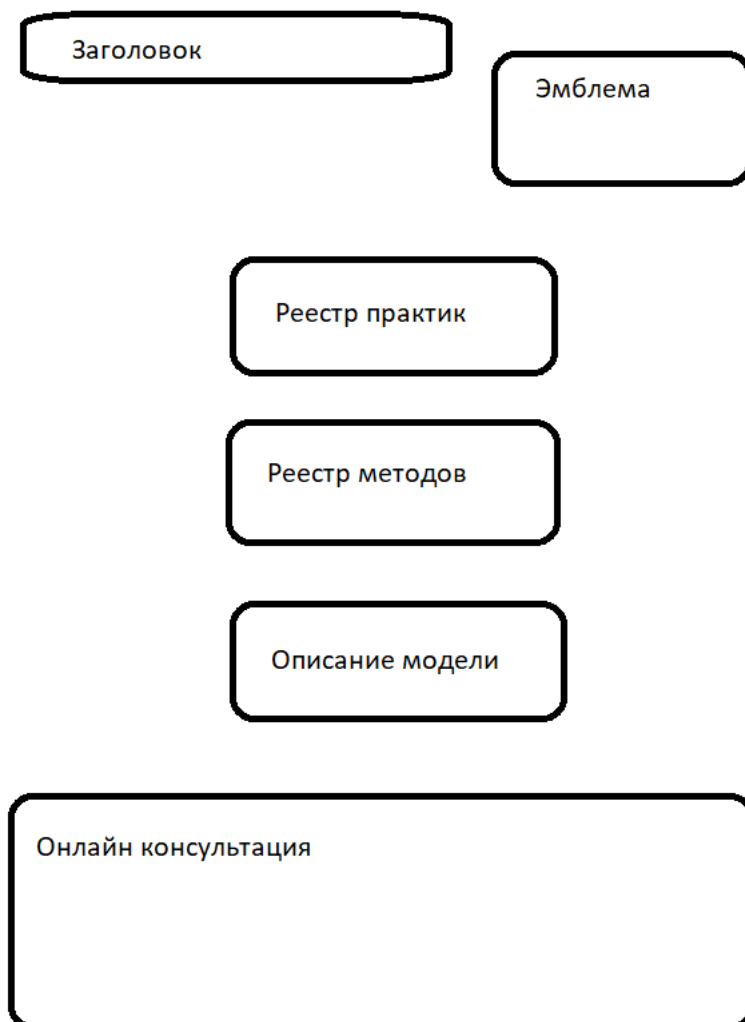 Заголовок
Эмблема
Реестр практик
Реестр методов
Описание модели
Онлайн консультация